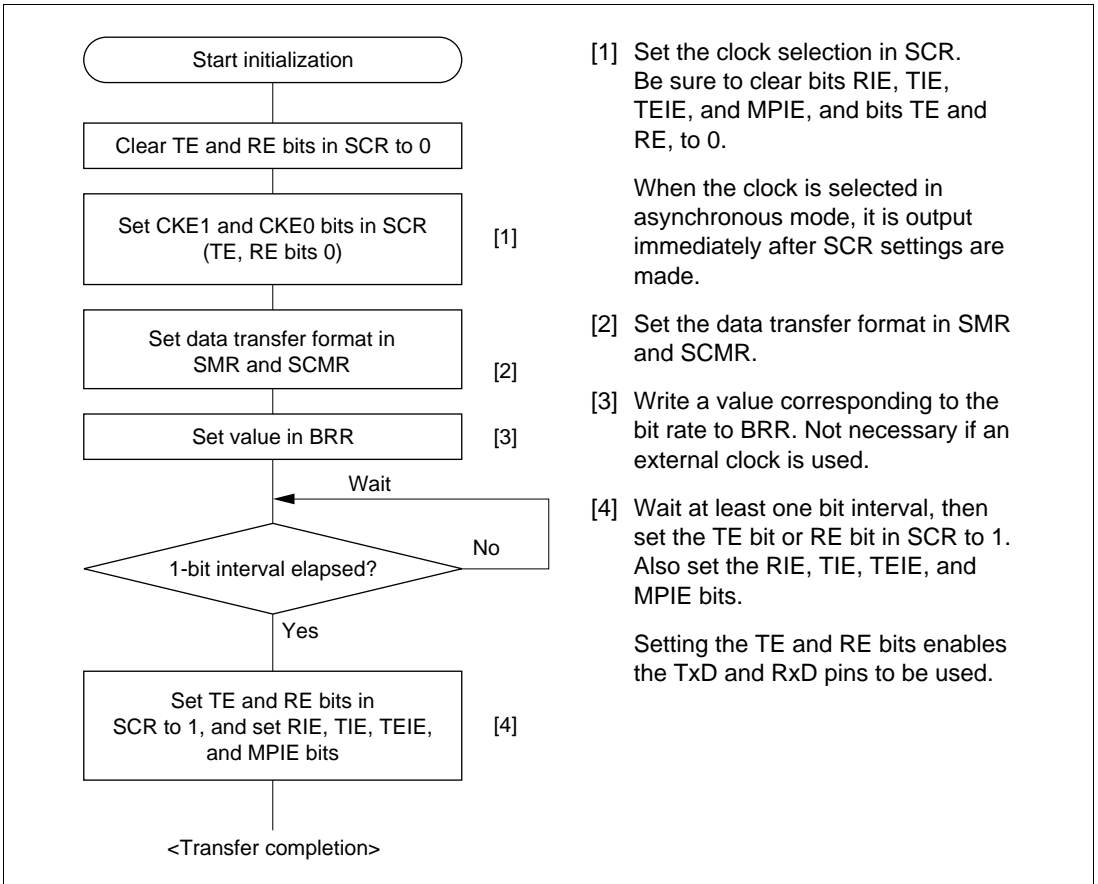 Start initialization
Clear TE and RE bits in SCR to 0
Set CKE1 and CKE0 bits in SCR
(TE, RE bits 0)
[1]
Set data transfer format in
SMR and SCMR
[2]
Set value in BRR
[3]
Wait
No
1-bit interval elapsed?
Yes
Set TE and RE bits in
SCR to 1, and set RIE, TIE, TEIE,
and MPIE bits
[4]
<Transfer completion>
[1] Set the clock selection in SCR.
Be sure to clear bits RIE, TIE,
TEIE, and MPIE, and bits TE and
RE, to 0.
When the clock is selected in
asynchronous mode, it is output
immediately after SCR settings are
made.
[2] Set the data transfer format in SMR
and SCMR.
[3] Write a value corresponding to the
bit rate to BRR. Not necessary if an
external clock is used.
[4] Wait at least one bit interval, then
set the TE bit or RE bit in SCR to 1.
Also set the RIE, TIE, TEIE, and
MPIE bits.
Setting the TE and RE bits enables
the TxD and RxD pins to be used.